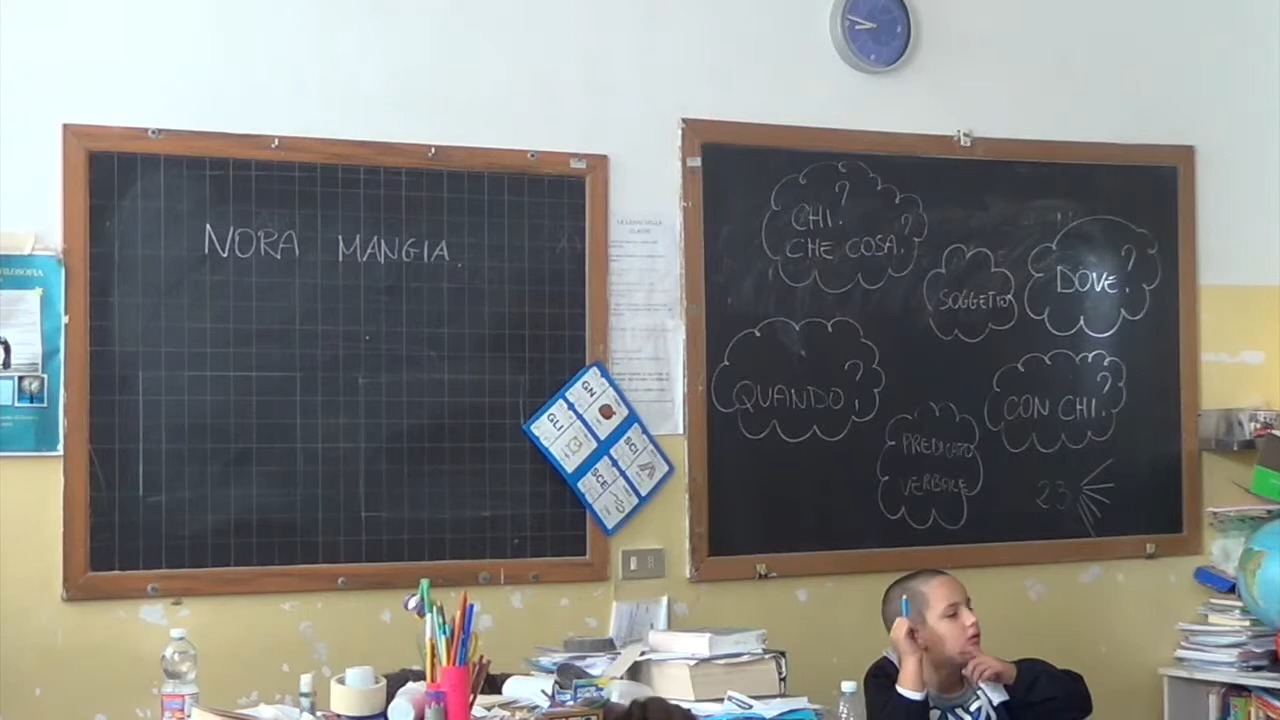 NORA MANGIA.
CHI?
CHE COSA?
SOGGETTO
DOVE?
QUANDO?
CON CHI?
PREDICATO
VERBALE
23
GN
GLI
SCI
SCE
FILOSOFIA